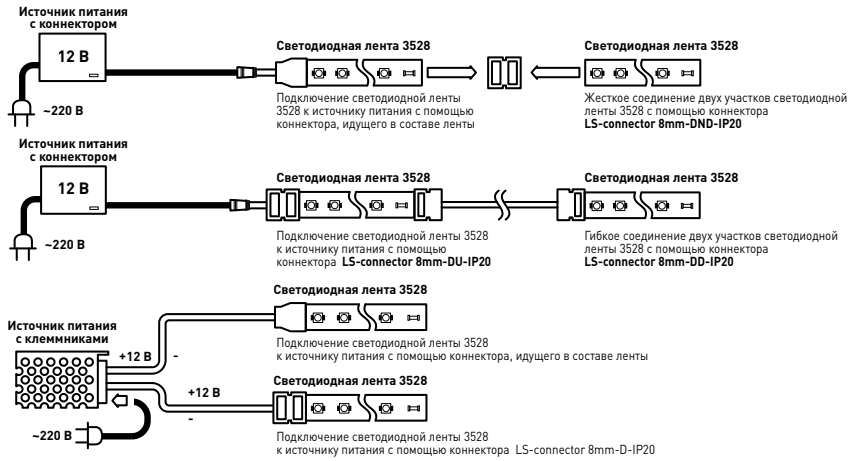 Источник питания
с коннектором
12 В
~220 В
Светодиодная лента 3528
Подключение светодиодной ленты
3528 к источнику питания с помощью
коннектора, идущего в составе ленты
Светодиодная лента 3528
Жесткое соединение двух участков светодиодной
ленты 3528 с помощью коннектора
LS-connector 8mm-DND-IP20
Источник питания
с коннектором
12 В
~220 В
Светодиодная лента 3528
Подключение светодиодной ленты 3528
к источнику питания с помощью
коннектора LS-connector 8mm-DU-IP20
Светодиодная лента 3528
Гибкое соединение двух участков светодиодной
ленты 3528 с помощью коннектора
LS-connector 8mm-DD-IP20
Источник питания
с клеммниками
+12 В -
~220 В
Светодиодная лента 3528
Подключение светодиодной ленты 3528
к источнику питания с помощью коннектора, идущего в составе ленты
+12 В
-
Светодиодная лента 3528
Подключение светодиодной ленты 3528
к источнику питания с помощью коннектора LS-connector 8mm-D-IP20